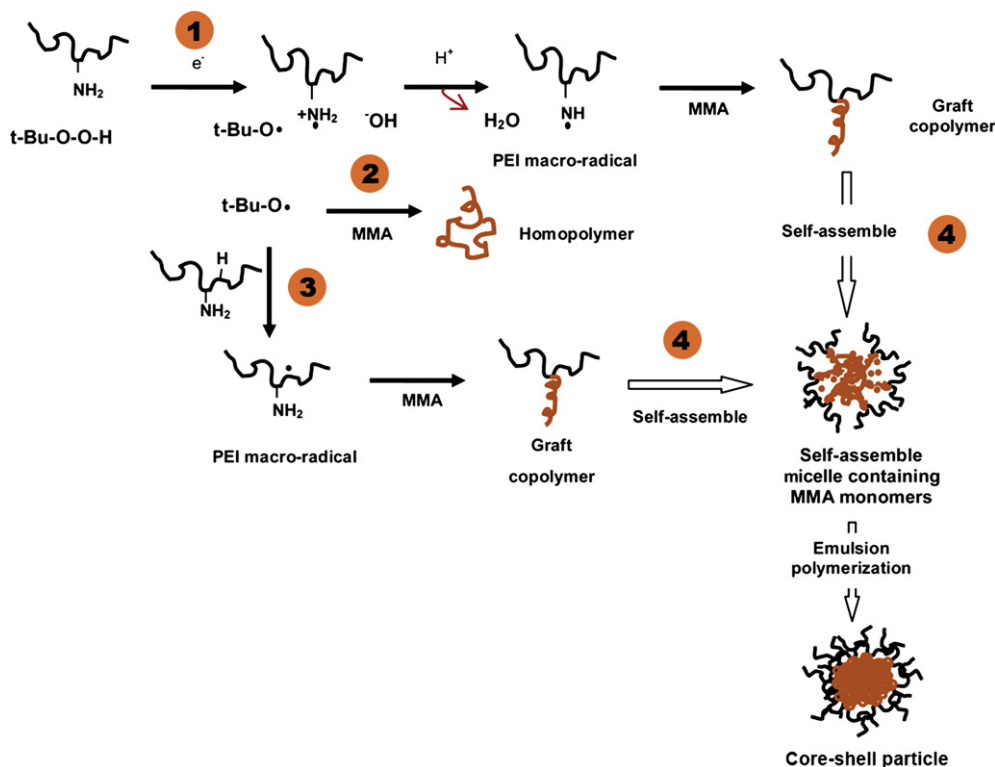 1
e-
H+
NH2
+NH2
-OH
H2O
NH
MMA
Graft
copolymer
t-Bu-O-O-H
t-Bu-O•
PEI macro-radical
2
t-Bu-O•
MMA
Homopolymer
Self-assemble
4
H
NH2
3
4
NH2
MMA
Self-assemble
PEI macro-radical
Graft
copolymer
Self-assemble
micelle containing
MMA monomers
Emulsion
polymerization
Core-shell particle